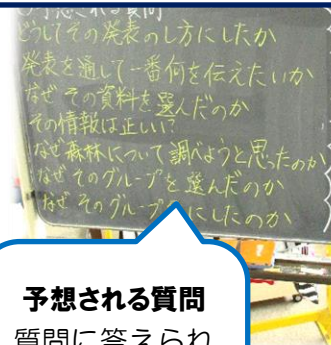 予想される質問
どうしてその発表のし方にしたか
発表を通して一番何を伝えたいか
なぜその資料を選んだのか
その情報は正しい?
なぜ森林について調べようと思ったのか
なぜそのグループを選んだのか
なぜそのグループにしたのか
予想される質問
質問に答えられ